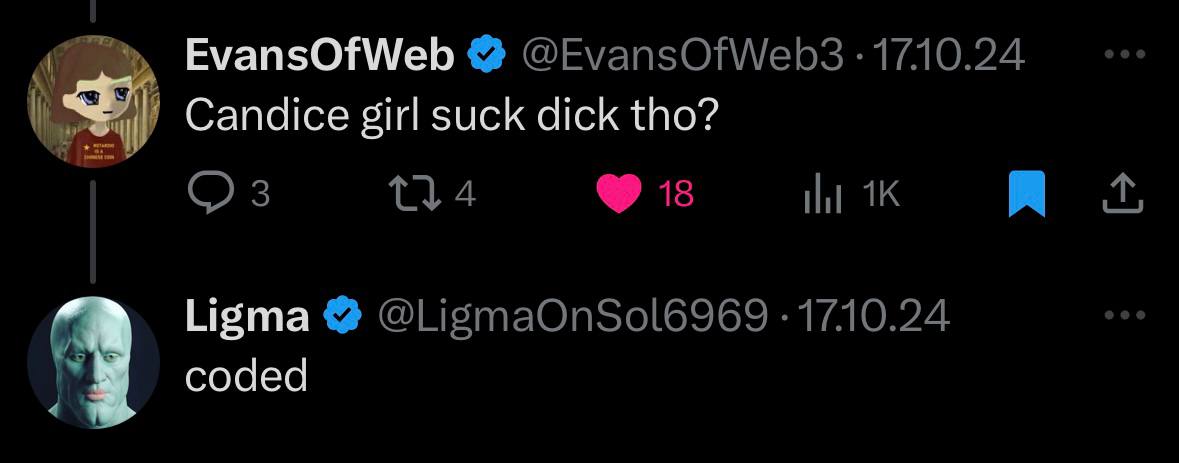 EvansOfWeb @EvansOfWeb3 · 17.10.24
Candice girl suck dick tho?
3 4 18 1K
Ligma @LigmaOnSol6969 · 17.10.24
coded